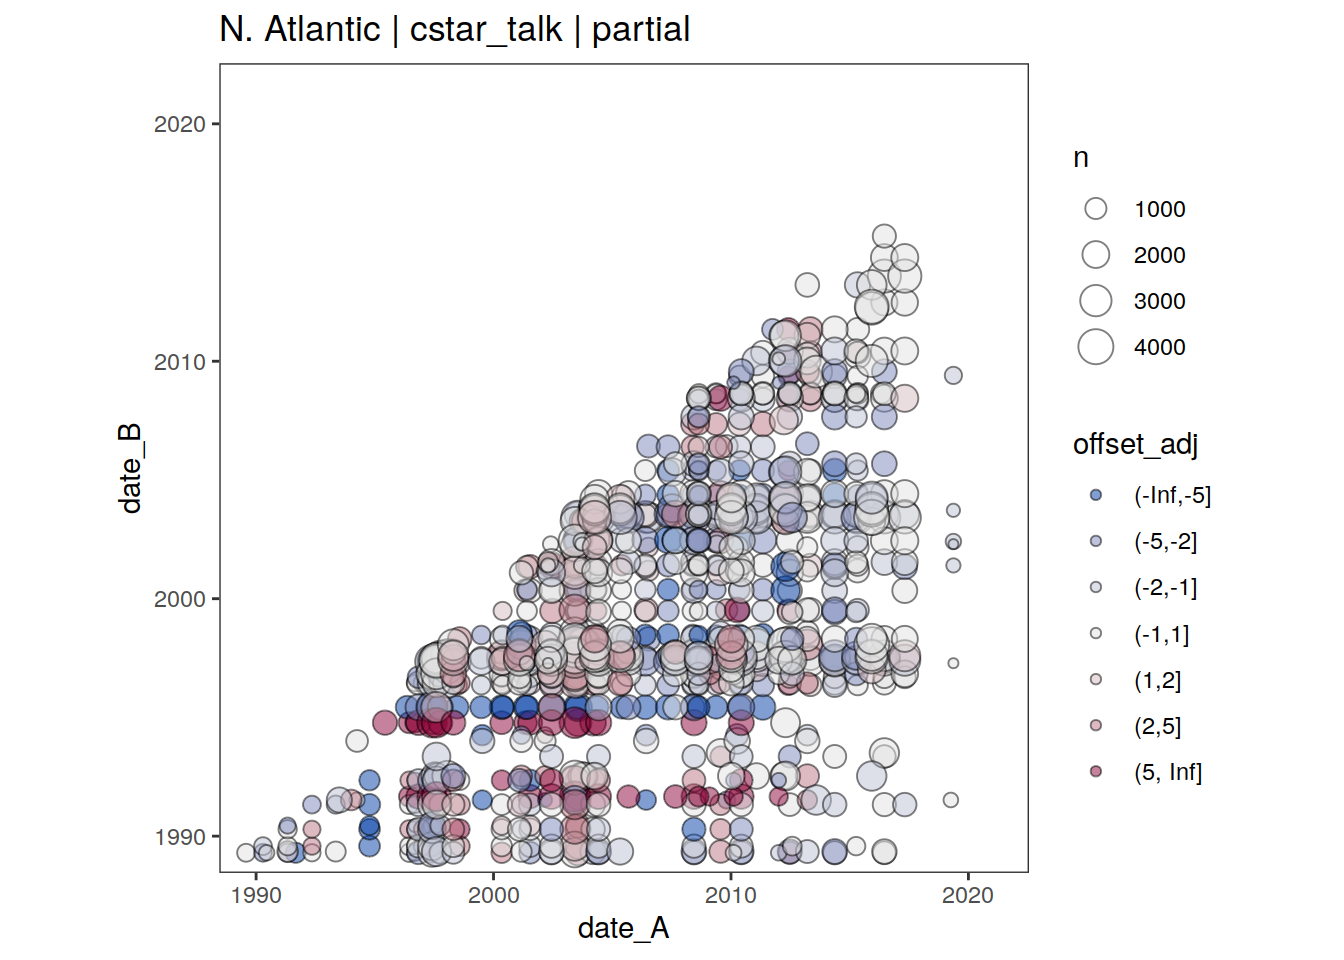 N. Atlantic | cstar_talk | partial
2020
2010
2000
1990
1990
2000
2010
2020
date_A
date_B
n
1000
2000
3000
4000
offset_adj
(-Inf,-5]
(-5,-2]
(-2,-1]
(-1,1]
(1,2]
(2,5]
(5, Inf]